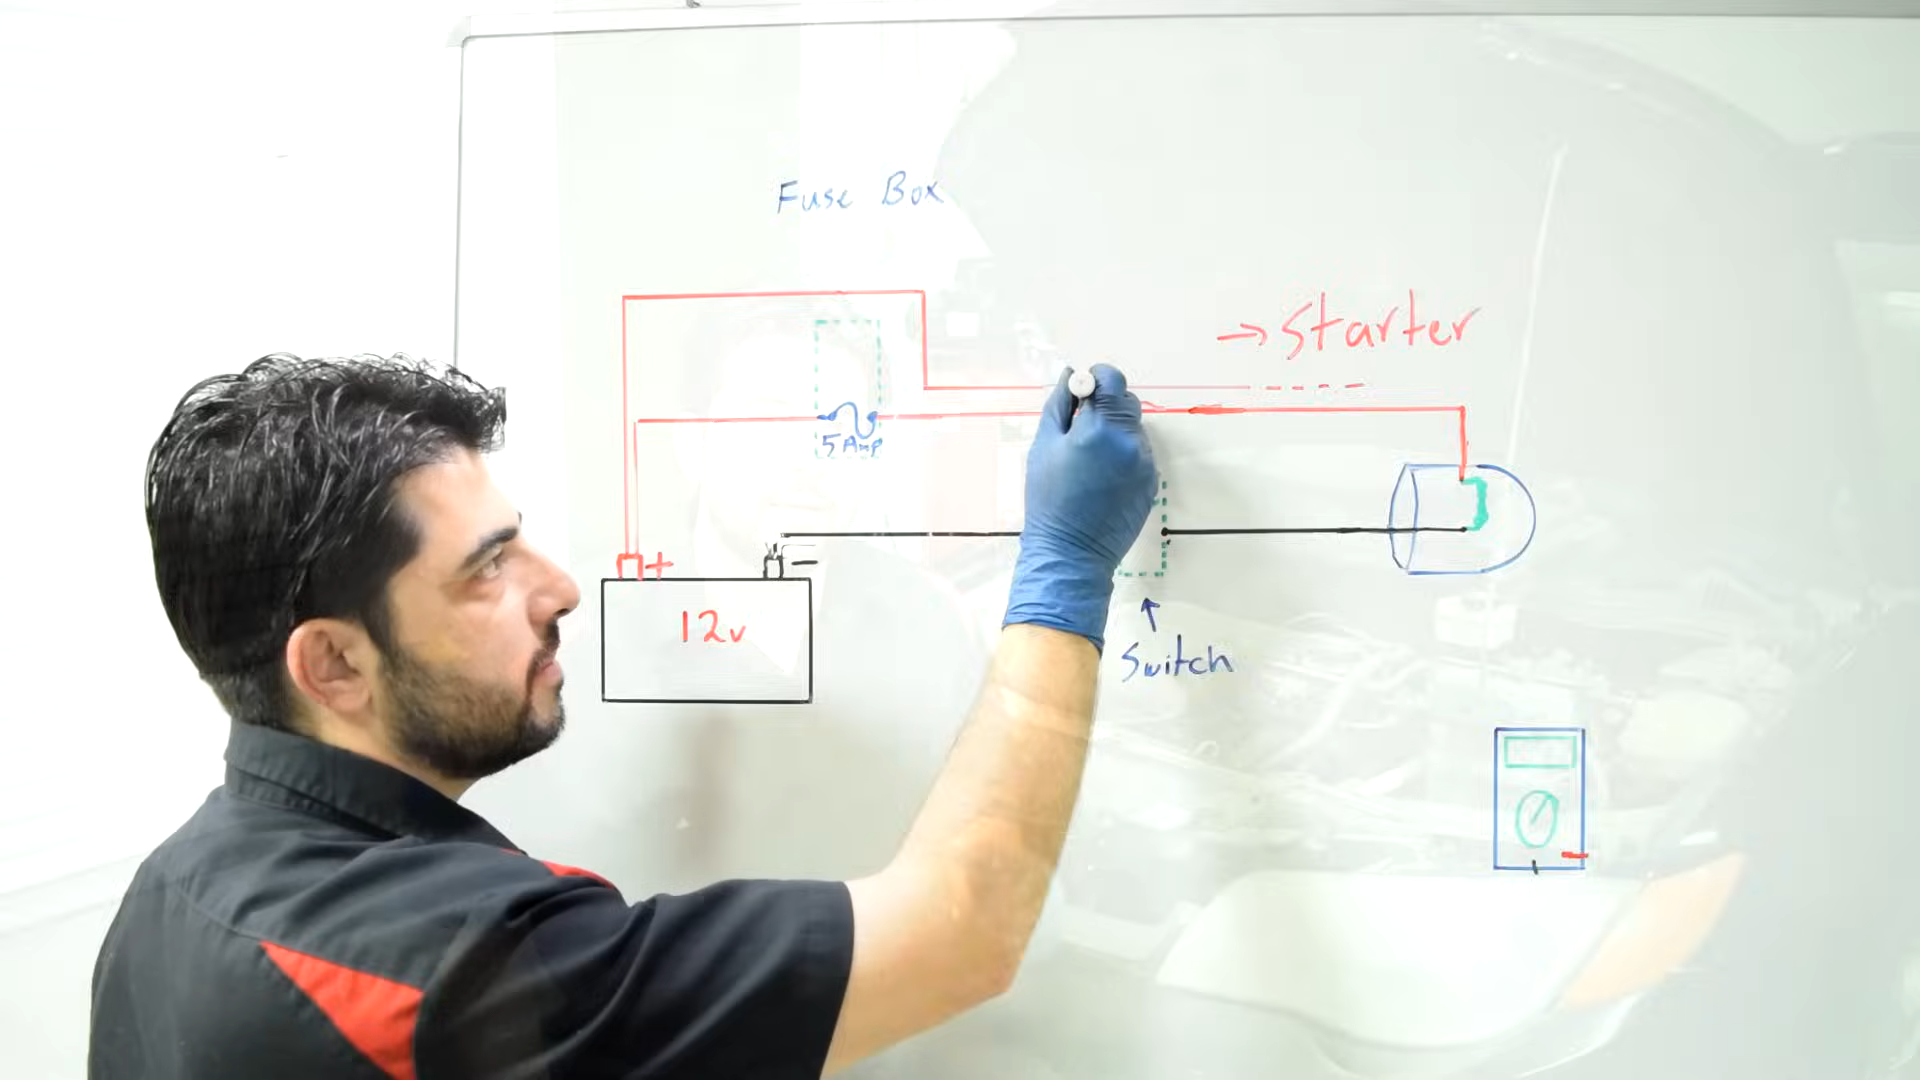 Fuse Box
→ Starter
5 Amp
+
−
12v
↑
Switch